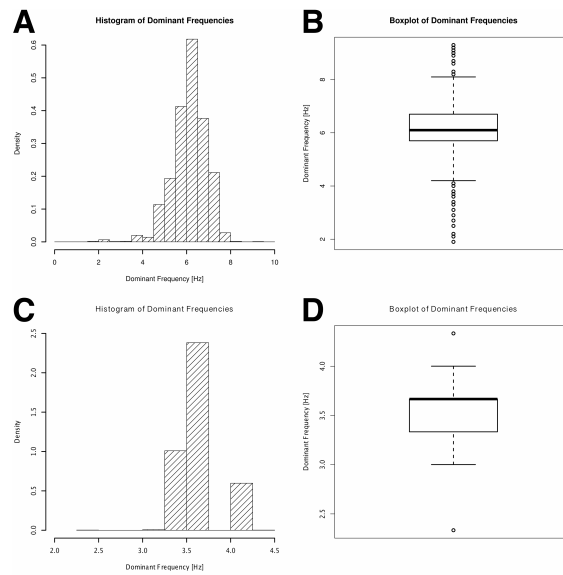 A
Histogram of Dominant Frequencies
Density
0.0
0.1
0.2
0.3
0.4
0.5
0.6
0 2 4 6 8 10
Dominant Frequency [Hz]
B
Boxplot of Dominant Frequencies
Dominant Frequency [Hz]
2
4
6
8
C
Histogram of Dominant Frequencies
Density
0.0
0.5
1.0
1.5
2.0
2.5
2.0 2.5 3.0 3.5 4.0 4.5
Dominant Frequency [Hz]
D
Boxplot of Dominant Frequencies
Dominant Frequency [Hz]
2.5
3.0
3.5
4.0